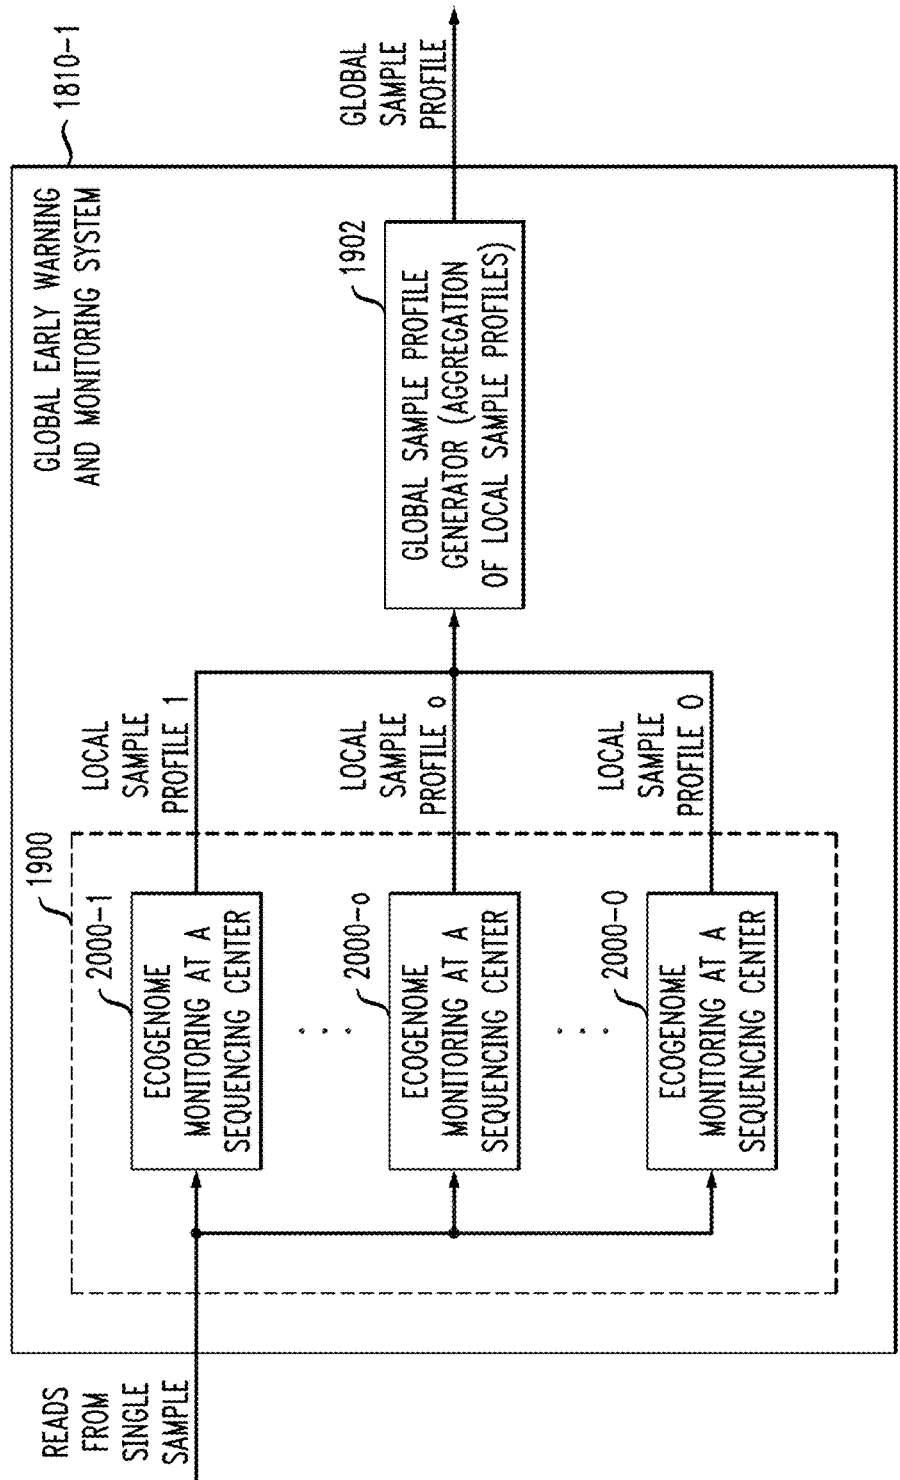 GLOBAL EARLY WARNING
AND MONITORING SYSTEM
1810-1
READS
FROM
SINGLE
SAMPLE
1900
2000-1
ECOGENOME
MONITORING AT A
SEQUENCING CENTER
2000-o
ECOGENOME
MONITORING AT A
SEQUENCING CENTER
2000-O
ECOGENOME
MONITORING AT A
SEQUENCING CENTER
LOCAL
SAMPLE
PROFILE 1
LOCAL
SAMPLE
PROFILE o
LOCAL
SAMPLE
PROFILE O
1902
GLOBAL SAMPLE PROFILE
GENERATOR (AGGREGATION
OF LOCAL SAMPLE PROFILES)
GLOBAL
SAMPLE
PROFILE